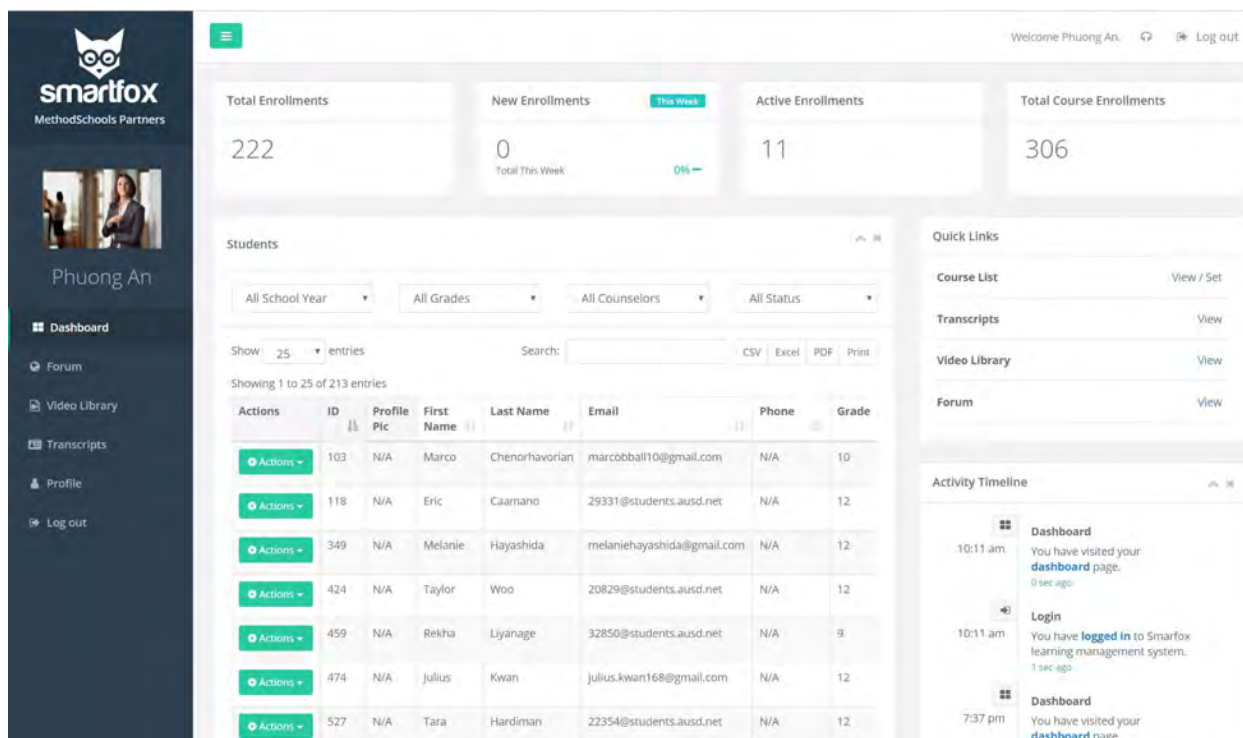 smartfox
MethodSchools Partners
Phuong An
Dashboard
Forum
Video Library
Transcripts
Profile
Log out
Welcome Phuong An. Log out
Total Enrollments
222
New Enrollments This Week
0
Total This Week 0%
Active Enrollments
11
Total Course Enrollments
306
Students
All School Year All Grades All Counselors All Status
Show 25 entries Search: CSV Excel PDF Print
Showing 1 to 25 of 213 entries
Actions ID Profile Pic First Name Last Name Email Phone Grade
Actions 103 N/A Marco Chenorhavorian marcobball10@gmail.com N/A 10
Actions 118 N/A Eric Caamano 29331@students.ausd.net N/A 12
Actions 349 N/A Melanie Hayashida melaniehayashida@gmail.com N/A 12
Actions 424 N/A Taylor Woo 20829@students.ausd.net N/A 12
Actions 459 N/A Rekha Liyanage 32850@students.ausd.net N/A 9
Actions 474 N/A Julius Kwan julius.kwan168@gmail.com N/A 12
Actions 527 N/A Tara Hardiman 22354@students.ausd.net N/A 12
Quick Links
Course List View / Set
Transcripts View
Video Library View
Forum View
Activity Timeline
Dashboard
10:11 am You have visited your
dashboard page.
0 sec ago
Login
10:11 am You have logged in to Smarfox
learning management system.
1 sec ago
Dashboard
7:37 pm You have visited your
dashboard page